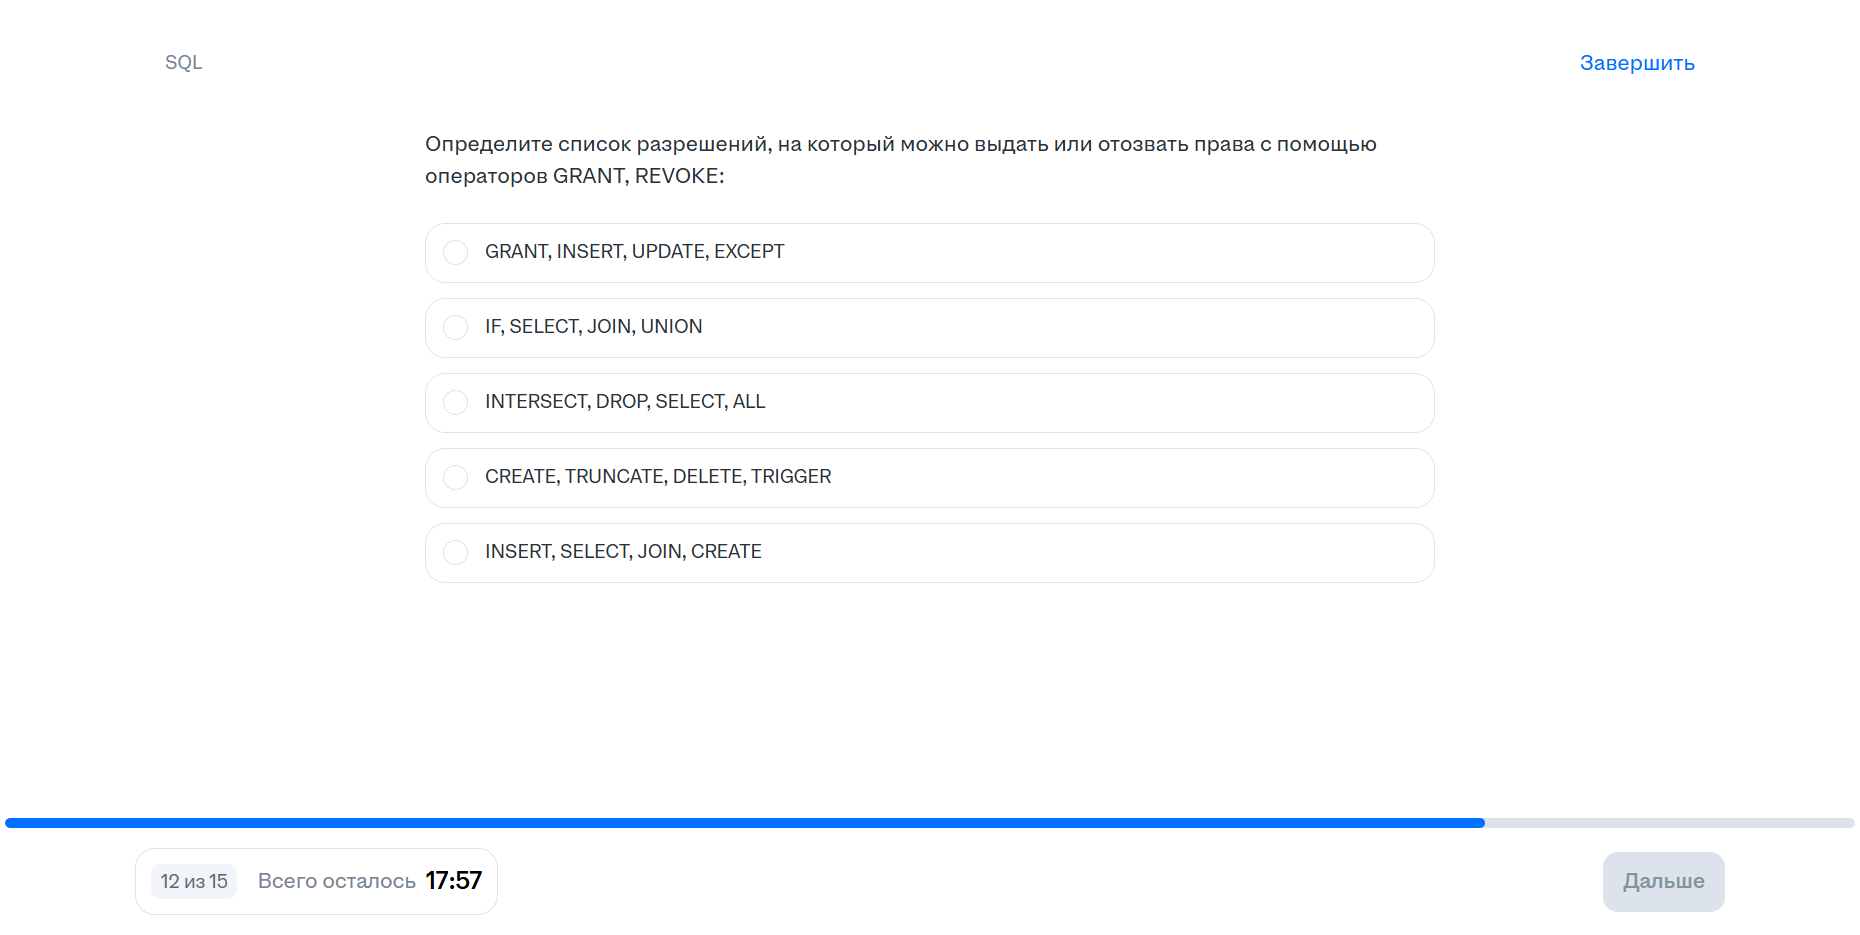 SQL
Завершить
Определите список разрешений, на который можно выдать или отозвать права с помощью
операторов GRANT, REVOKE:
GRANT, INSERT, UPDATE, EXCEPT
IF, SELECT, JOIN, UNION
INTERSECT, DROP, SELECT, ALL
CREATE, TRUNCATE, DELETE, TRIGGER
INSERT, SELECT, JOIN, CREATE
12 из 15
Всего осталось 17:57
Дальше